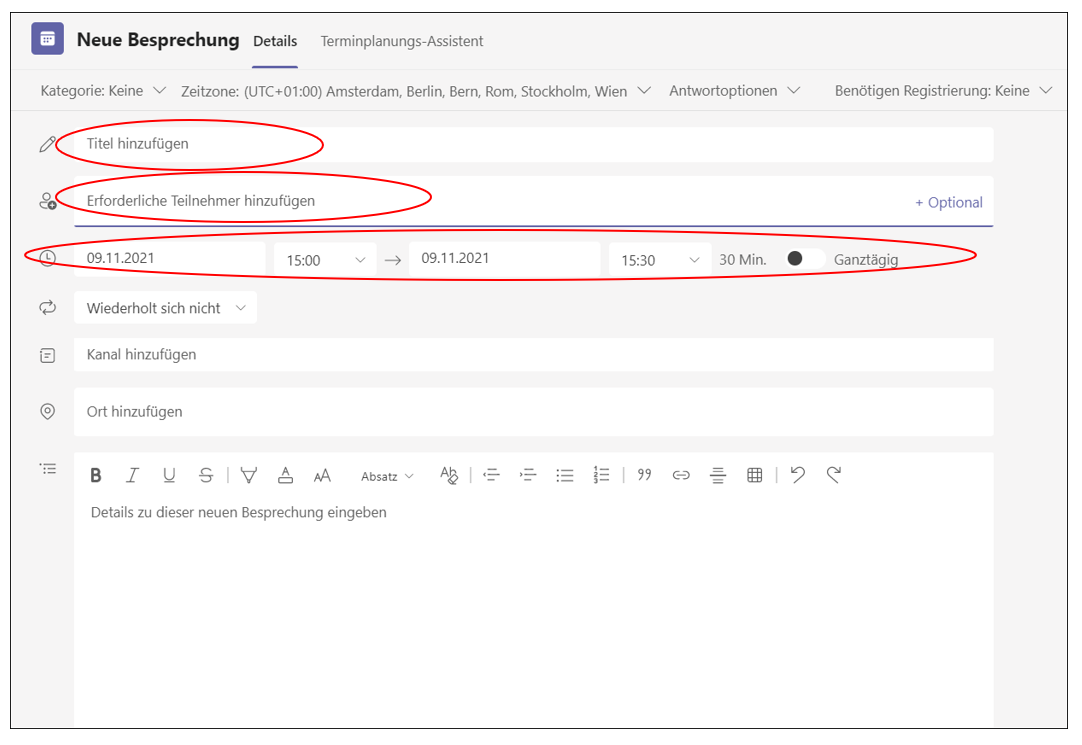 Neue Besprechung Details Terminplanungs-Assistent
Kategorie: Keine Zeitzone: (UTC+01:00) Amsterdam, Berlin, Bern, Rom, Stockholm, Wien Antwortoptionen Benötigen Registrierung: Keine
Titel hinzufügen
Erforderliche Teilnehmer hinzufügen + Optional
09.11.2021 15:00 → 09.11.2021 15:30 30 Min. Ganztägig
Wiederholt sich nicht
Kanal hinzufügen
Ort hinzufügen
B I U S A AA Absatz Ab
Details zu dieser neuen Besprechung eingeben